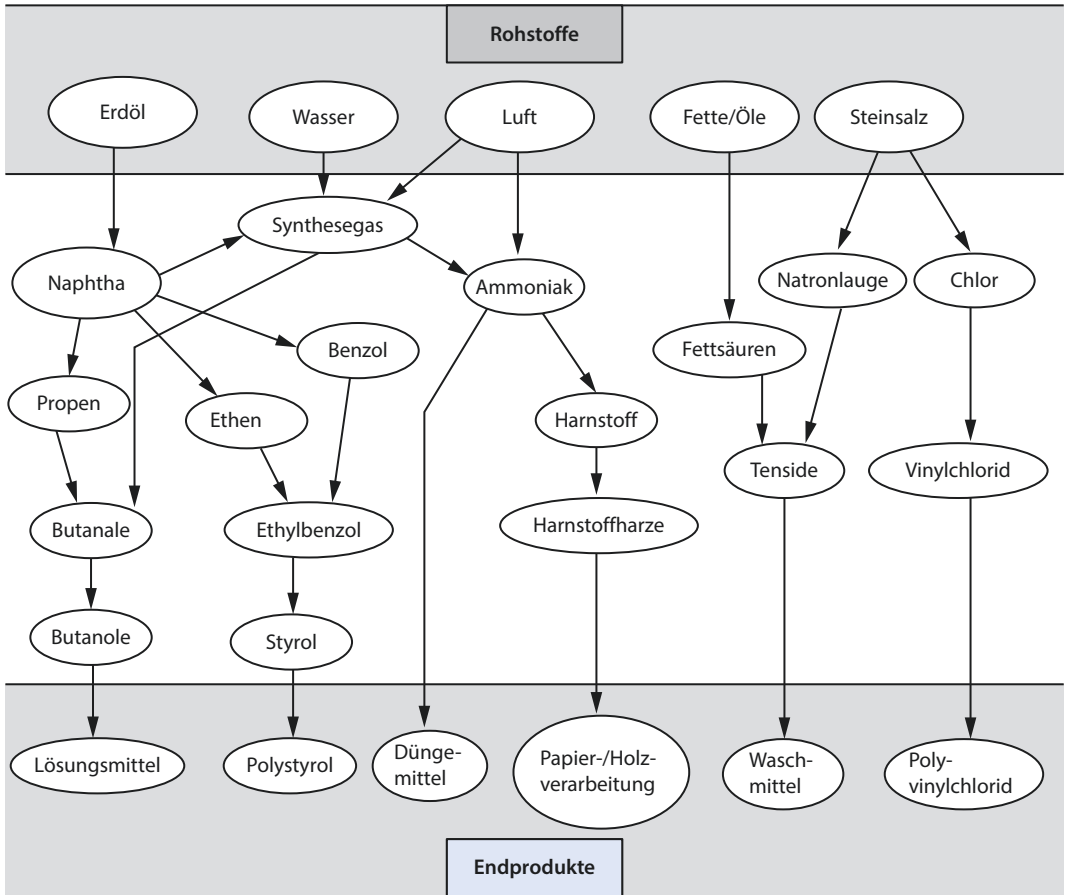 Rohstoffe
Erdöl
Wasser
Luft
Fette/Öle
Steinsalz
Synthesegas
Naphtha
Ammoniak
Natronlauge
Chlor
Benzol
Fettsäuren
Propen
Ethen
Harnstoff
Tenside
Vinylchlorid
Butanale
Ethylbenzol
Harnstoffharze
Butanole
Styrol
Lösungsmittel
Polystyrol
Dünge-
mittel
Papier-/Holz-
verarbeitung
Wasch-
mittel
Poly-
vinylchlorid
Endprodukte